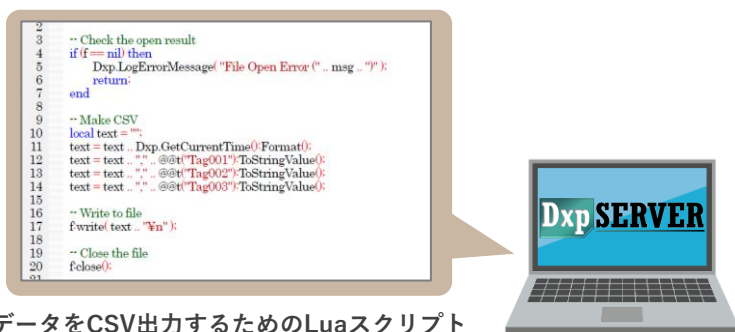 2
3 -- Check the open result
4 if (f == nil) then
5 Dxp.LogErrorMessage( "File Open Error (" .. msg .. ")" );
6 return;
7 end
8
9 -- Make CSV
10 local text = "";
11 text = text .. Dxp.GetCurrentTime():Format();
12 text = text .. "," .. @@t("Tag001"):ToStringValue();
13 text = text .. "," .. @@t("Tag002"):ToStringValue();
14 text = text .. "," .. @@t("Tag003"):ToStringValue();
15
16 -- Write to file
17 f:write( text .. "¥n" );
18
19 -- Close the file
20 f:close();
21
Dxp SERVER
データをCSV出力するためのLuaスクリプト